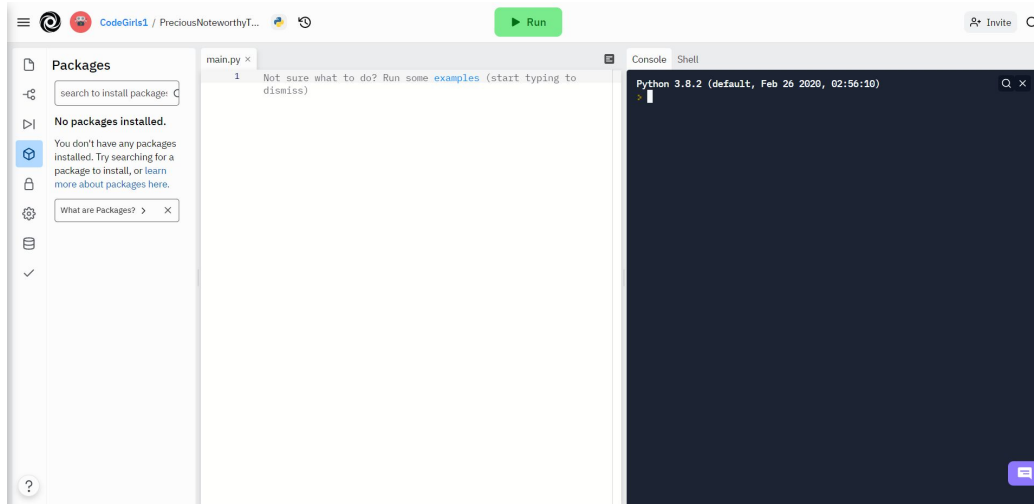 CodeGirls1 / PreciousNoteworthyT...
Run
Invite
Packages
search to install package:
No packages installed.
You don't have any packages
installed. Try searching for a
package to install, or learn
more about packages here.
What are Packages? > ×
main.py ×
1 Not sure what to do? Run some examples (start typing to
dismiss)
Console Shell
Python 3.8.2 (default, Feb 26 2020, 02:56:10)
>
?